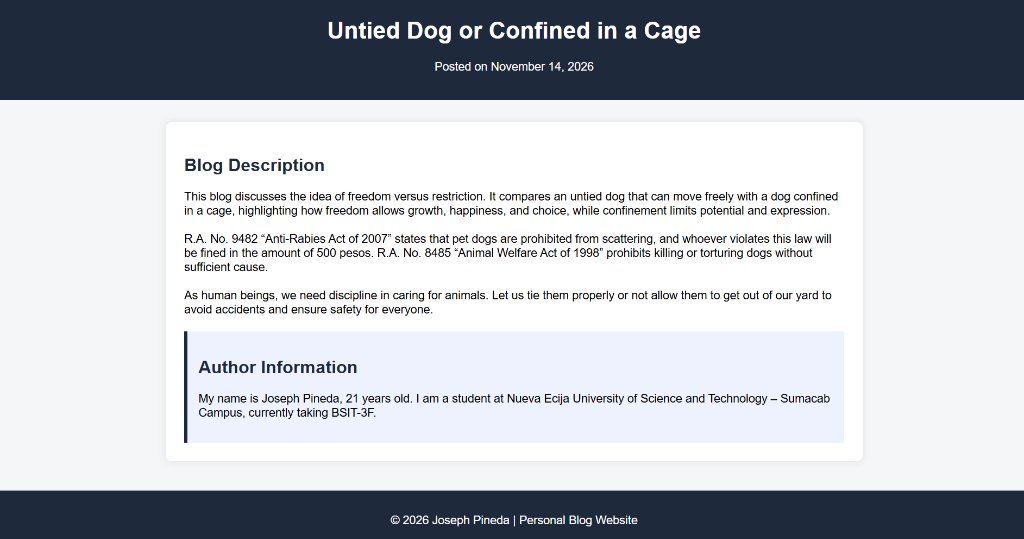 Untied Dog or Confined in a Cage
Posted on November 14, 2026
Blog Description
This blog discusses the idea of freedom versus restriction. It compares an untied dog that can move freely with a dog confined
in a cage, highlighting how freedom allows growth, happiness, and choice, while confinement limits potential and expression.
R.A. No. 9482 “Anti-Rabies Act of 2007” states that pet dogs are prohibited from scattering, and whoever violates this law will
be fined in the amount of 500 pesos. R.A. No. 8485 “Animal Welfare Act of 1998” prohibits killing or torturing dogs without
sufficient cause.
As human beings, we need discipline in caring for animals. Let us tie them properly or not allow them to get out of our yard to
avoid accidents and ensure safety for everyone.
Author Information
My name is Joseph Pineda, 21 years old. I am a student at Nueva Ecija University of Science and Technology – Sumacab
Campus, currently taking BSIT-3F.
© 2026 Joseph Pineda | Personal Blog Website